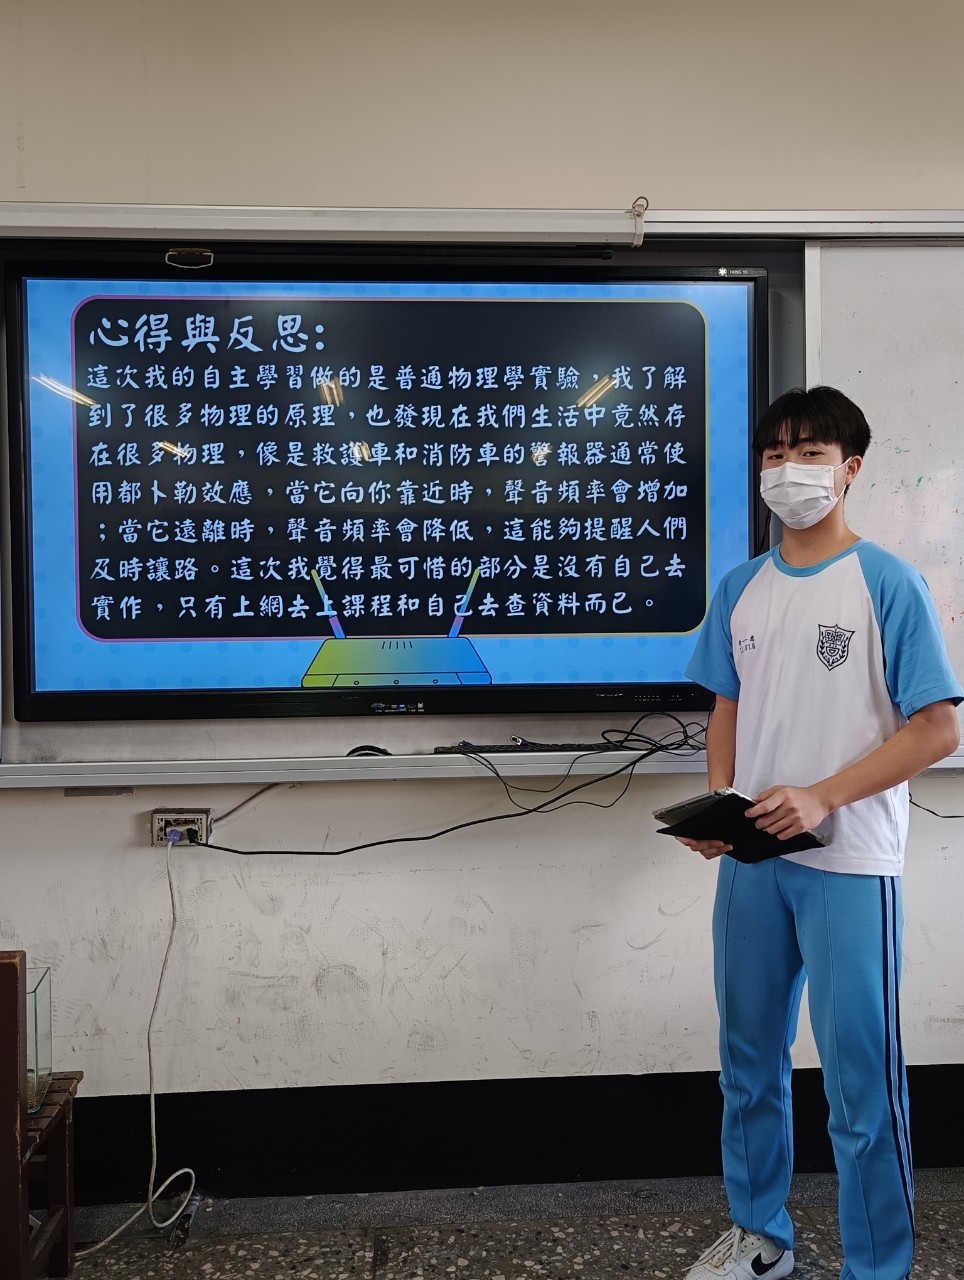 心得與反思:
這次我的自主學習做的是普通物理學實驗，我了解
到了很多物理的原理，也發現在我們生活中竟然存
在很多物理，像是救護車和消防車的警報器通常使
用都卜勒效應，當它向你靠近時，聲音頻率會增加
；當它遠離時，聲音頻率會降低，這能夠提醒人們
及時讓路。這次我覺得最可惜的部分是沒有自己去
實作，只有上網去上課程和自己去查資料而已。